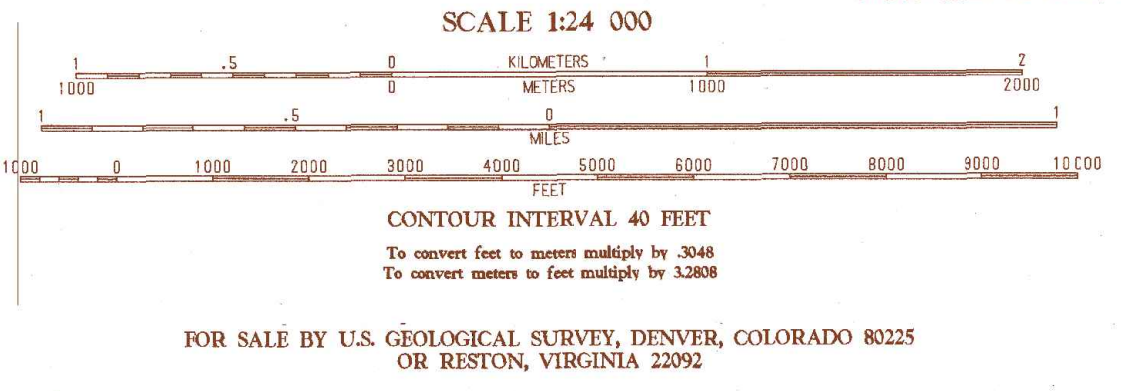 SCALE 1:24 000
1 .5 0 KILOMETERS 1 2
1000 0 METERS 1000 2000
1 .5 0 1
MILES
1000 0 1000 2000 3000 4000 5000 6000 7000 8000 9000 10 000
FEET
CONTOUR INTERVAL 40 FEET
To convert feet to meters multiply by .3048
To convert meters to feet multiply by 3.2808
FOR SALE BY U.S. GEOLOGICAL SURVEY, DENVER, COLORADO 80225
OR RESTON, VIRGINIA 22092